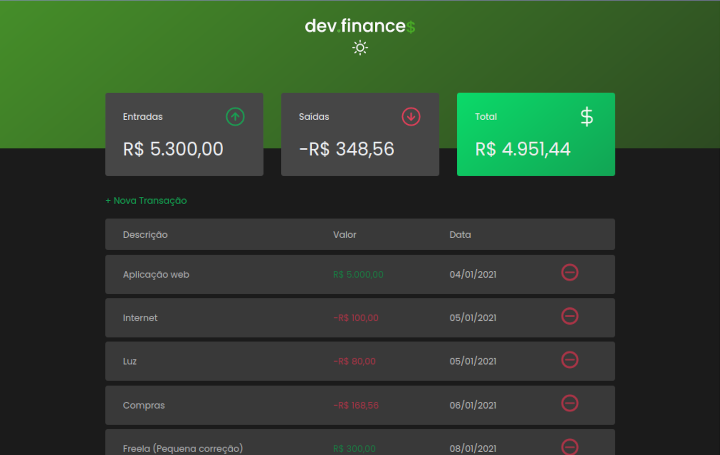 dev.finance$
Entradas
R$ 5.300,00
Saídas
-R$ 348,56
Total
$
R$ 4.951,44
+ Nova Transação
Descrição Valor Data
Aplicação web R$ 5.000,00 04/01/2021
Internet -R$ 100,00 05/01/2021
Luz -R$ 80,00 05/01/2021
Compras -R$ 168,56 06/01/2021
Freela (Pequena correção) R$ 300,00 08/01/2021